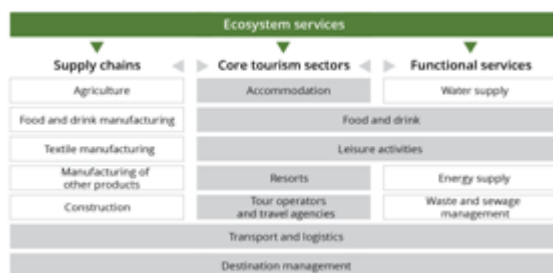 Ecosystem services
Supply chains
Core tourism sectors
Functional services
Agriculture
Accommodation
Water supply
Food and drink manufacturing
Food and drink
Textile manufacturing
Leisure activities
Manufacturing of
other products
Resorts
Energy supply
Construction
Tour operators
and travel agencies
Waste and sewage
management
Transport and logistics
Destination management